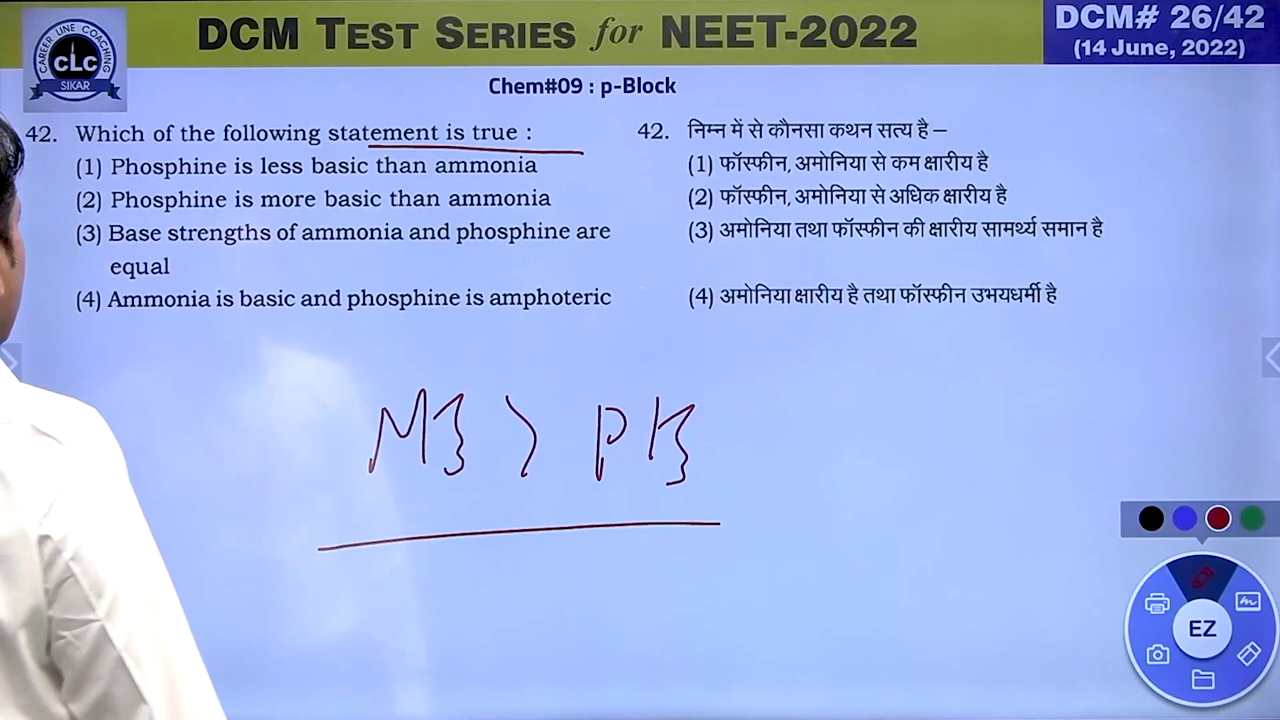 CAREER LINE COACHING
CLC
SIKAR
DCM TEST SERIES for NEET-2022
DCM# 26/42
(14 June, 2022)
Chem#09 : p-Block
42. Which of the following statement is true :
(1) Phosphine is less basic than ammonia
(2) Phosphine is more basic than ammonia
(3) Base strengths of ammonia and phosphine are
equal
(4) Ammonia is basic and phosphine is amphoteric
42. निम्न में से कौनसा कथन सत्य है –
(1) फॉस्फीन, अमोनिया से कम क्षारीय है
(2) फॉस्फीन, अमोनिया से अधिक क्षारीय है
(3) अमोनिया तथा फॉस्फीन की क्षारीय सामर्थ्य समान है
(4) अमोनिया क्षारीय है तथा फॉस्फीन उभयधर्मी है
NH3 > PH3
EZ